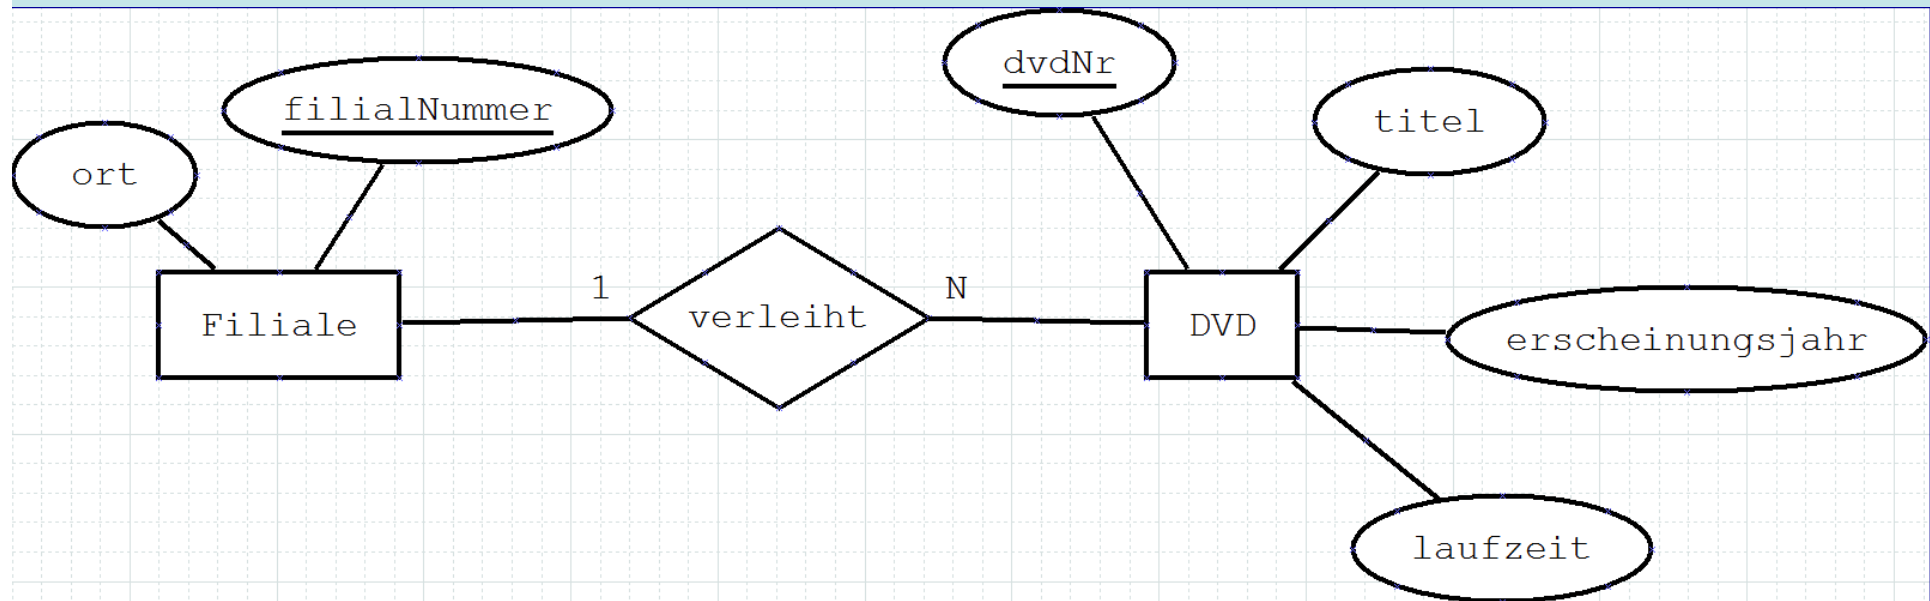 dvdNr
filialNummer
titel
ort
1
N
Filiale
verleiht
DVD
erscheinungsjahr
laufzeit